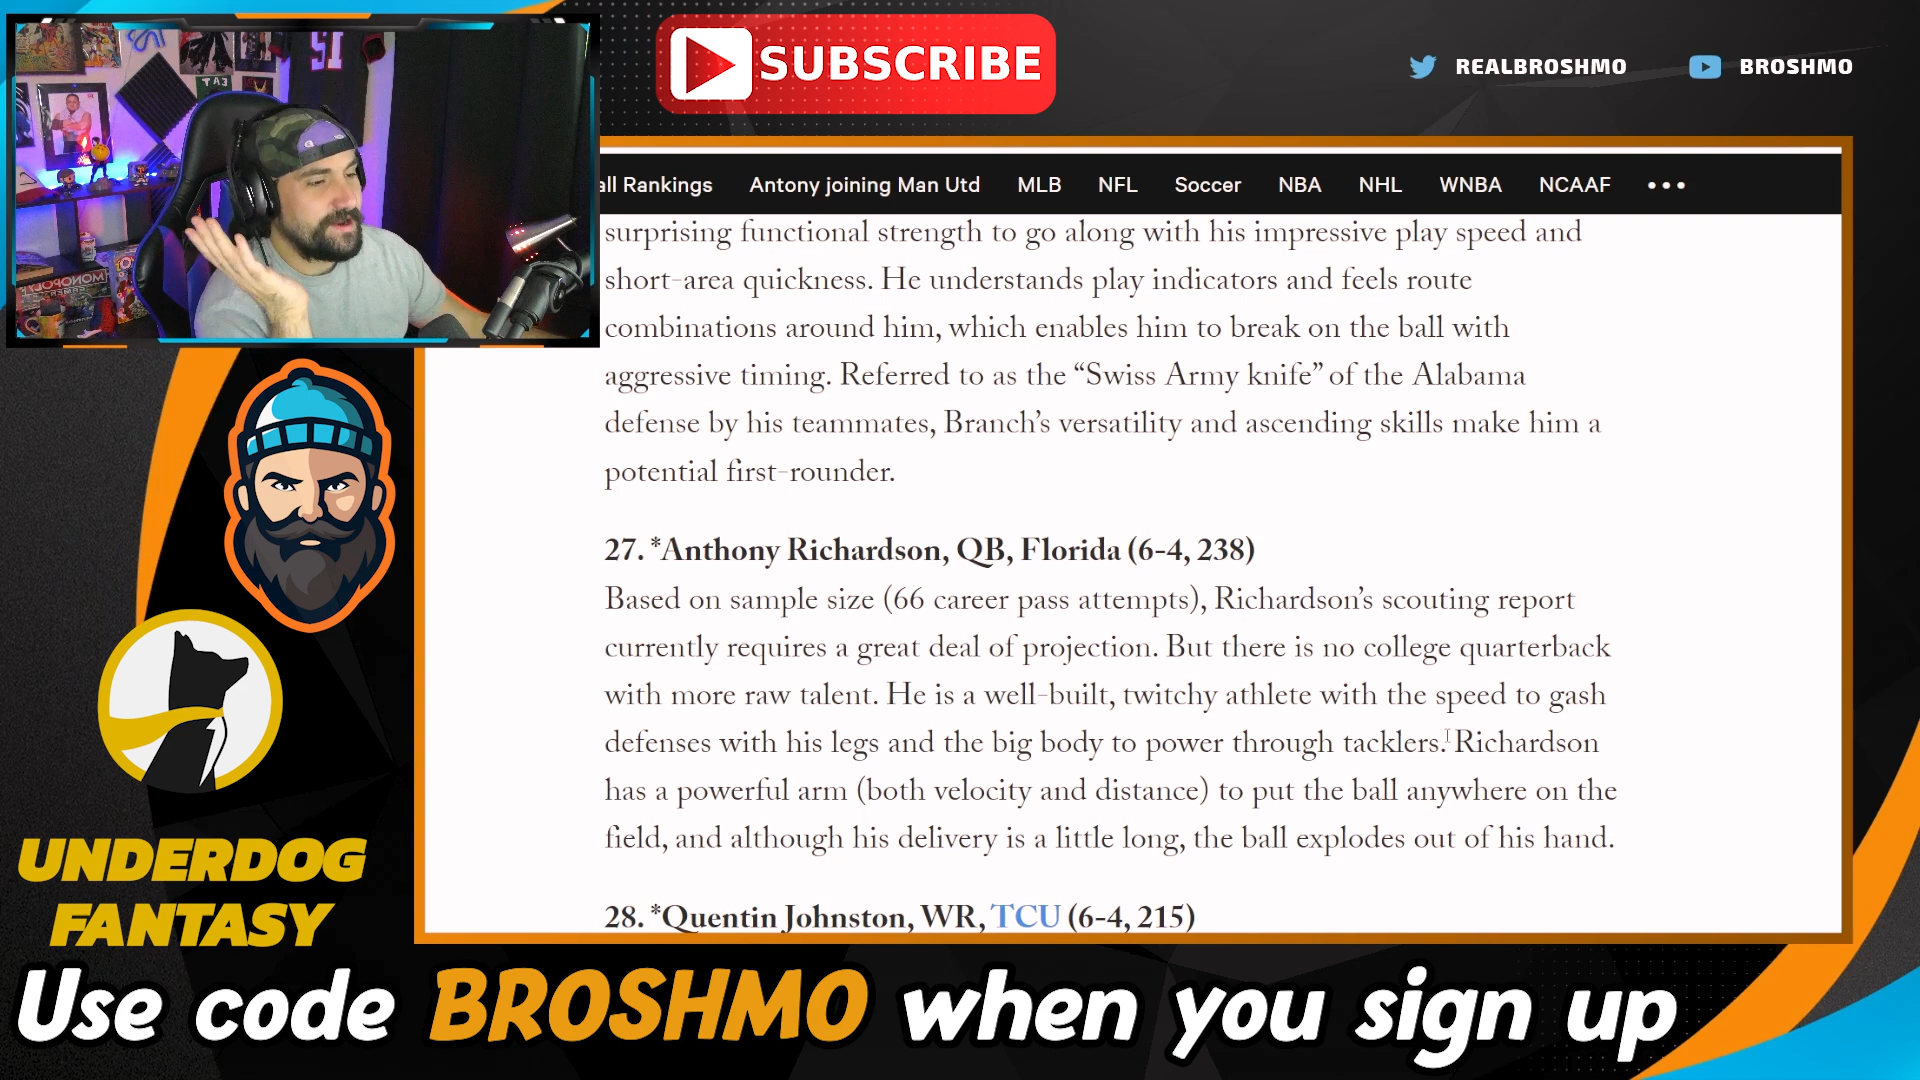 SUBSCRIBE
REALBROSHMO
BROSHMO
all Rankings Antony joining Man Utd MLB NFL Soccer NBA NHL WNBA NCAAF
surprising functional strength to go along with his impressive play speed and
short-area quickness. He understands play indicators and feels route
combinations around him, which enables him to break on the ball with
aggressive timing. Referred to as the “Swiss Army knife” of the Alabama
defense by his teammates, Branch’s versatility and ascending skills make him a
potential first-rounder.
27. *Anthony Richardson, QB, Florida (6-4, 238)
Based on sample size (66 career pass attempts), Richardson’s scouting report
currently requires a great deal of projection. But there is no college quarterback
with more raw talent. He is a well-built, twitchy athlete with the speed to gash
defenses with his legs and the big body to power through tacklers. Richardson
has a powerful arm (both velocity and distance) to put the ball anywhere on the
field, and although his delivery is a little long, the ball explodes out of his hand.
28. *Quentin Johnston, WR, TCU (6-4, 215)
UNDERDOG
FANTASY
Use code BROSHMO when you sign up